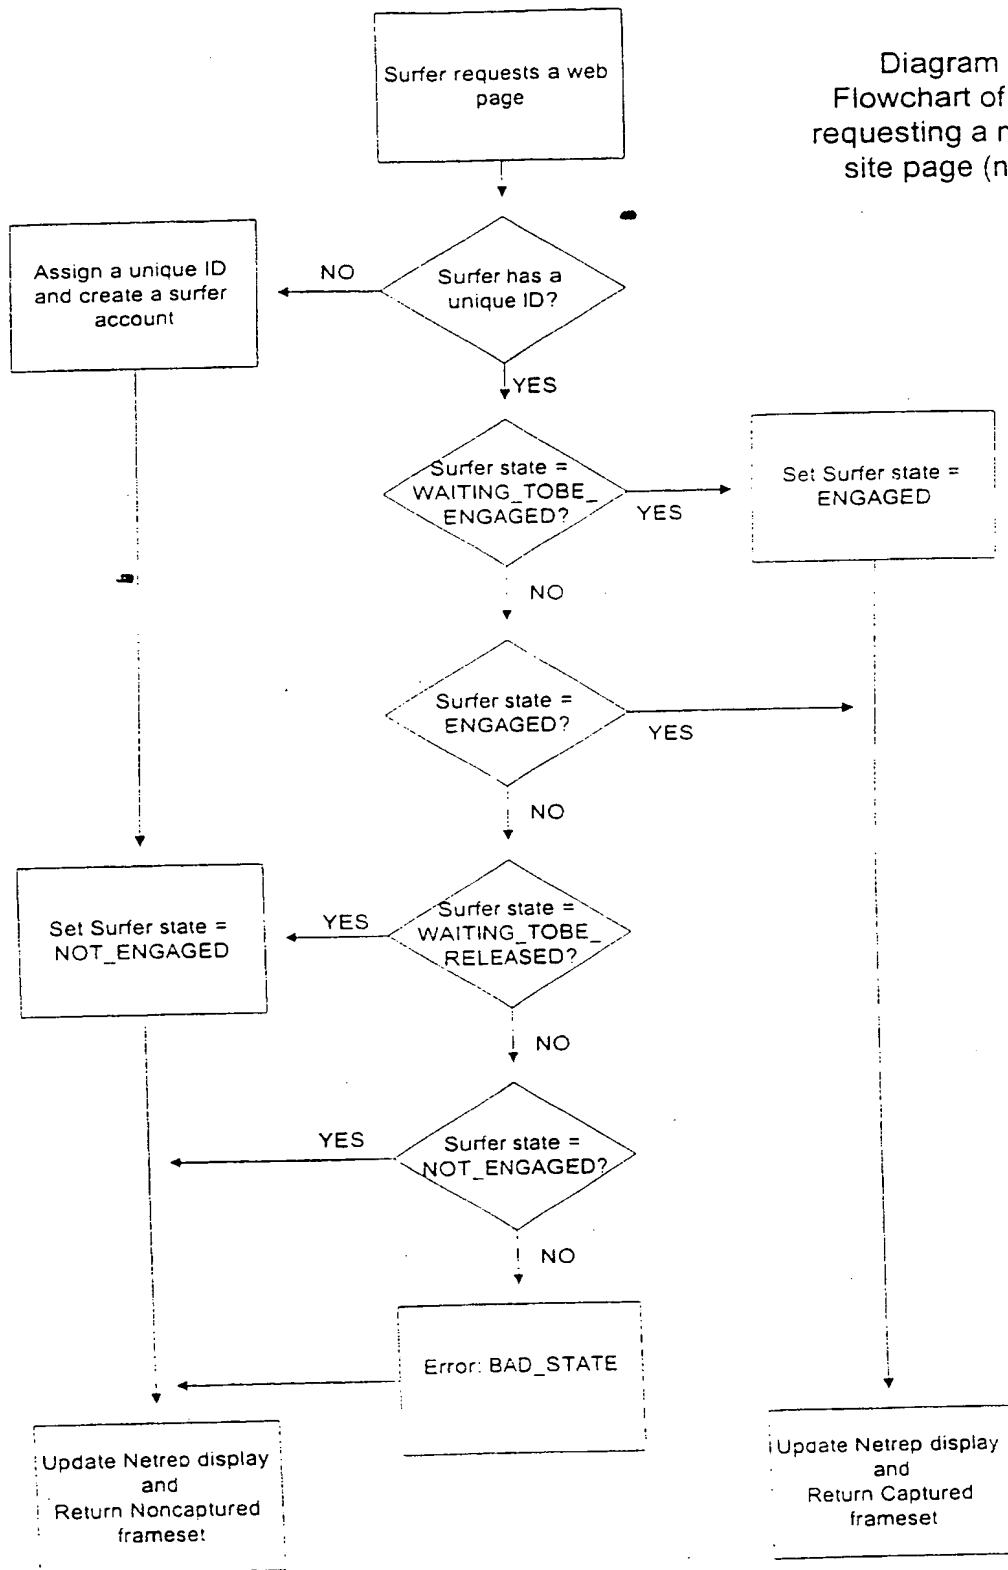 Surfer requests a web
page
Diagram
Flowchart of
requesting a
site page
Assign a unique ID
and create a surfer
account
NO
Surfer has a
unique ID?
YES
Surfer state =
WAITING_TOBE_
ENGAGED?
YES
Set Surfer state =
ENGAGED
NO
Surfer state =
ENGAGED?
YES
NO
Set Surfer state =
NOT_ENGAGED
YES
Surfer state =
WAITING_TOBE_
RELEASED?
NO
YES
Surfer state =
NOT_ENGAGED?
NO
Error: BAD_STATE
Update Netrep display
and
Return Noncaptured
frameset
Update Netrep display
and
Return Captured
frameset